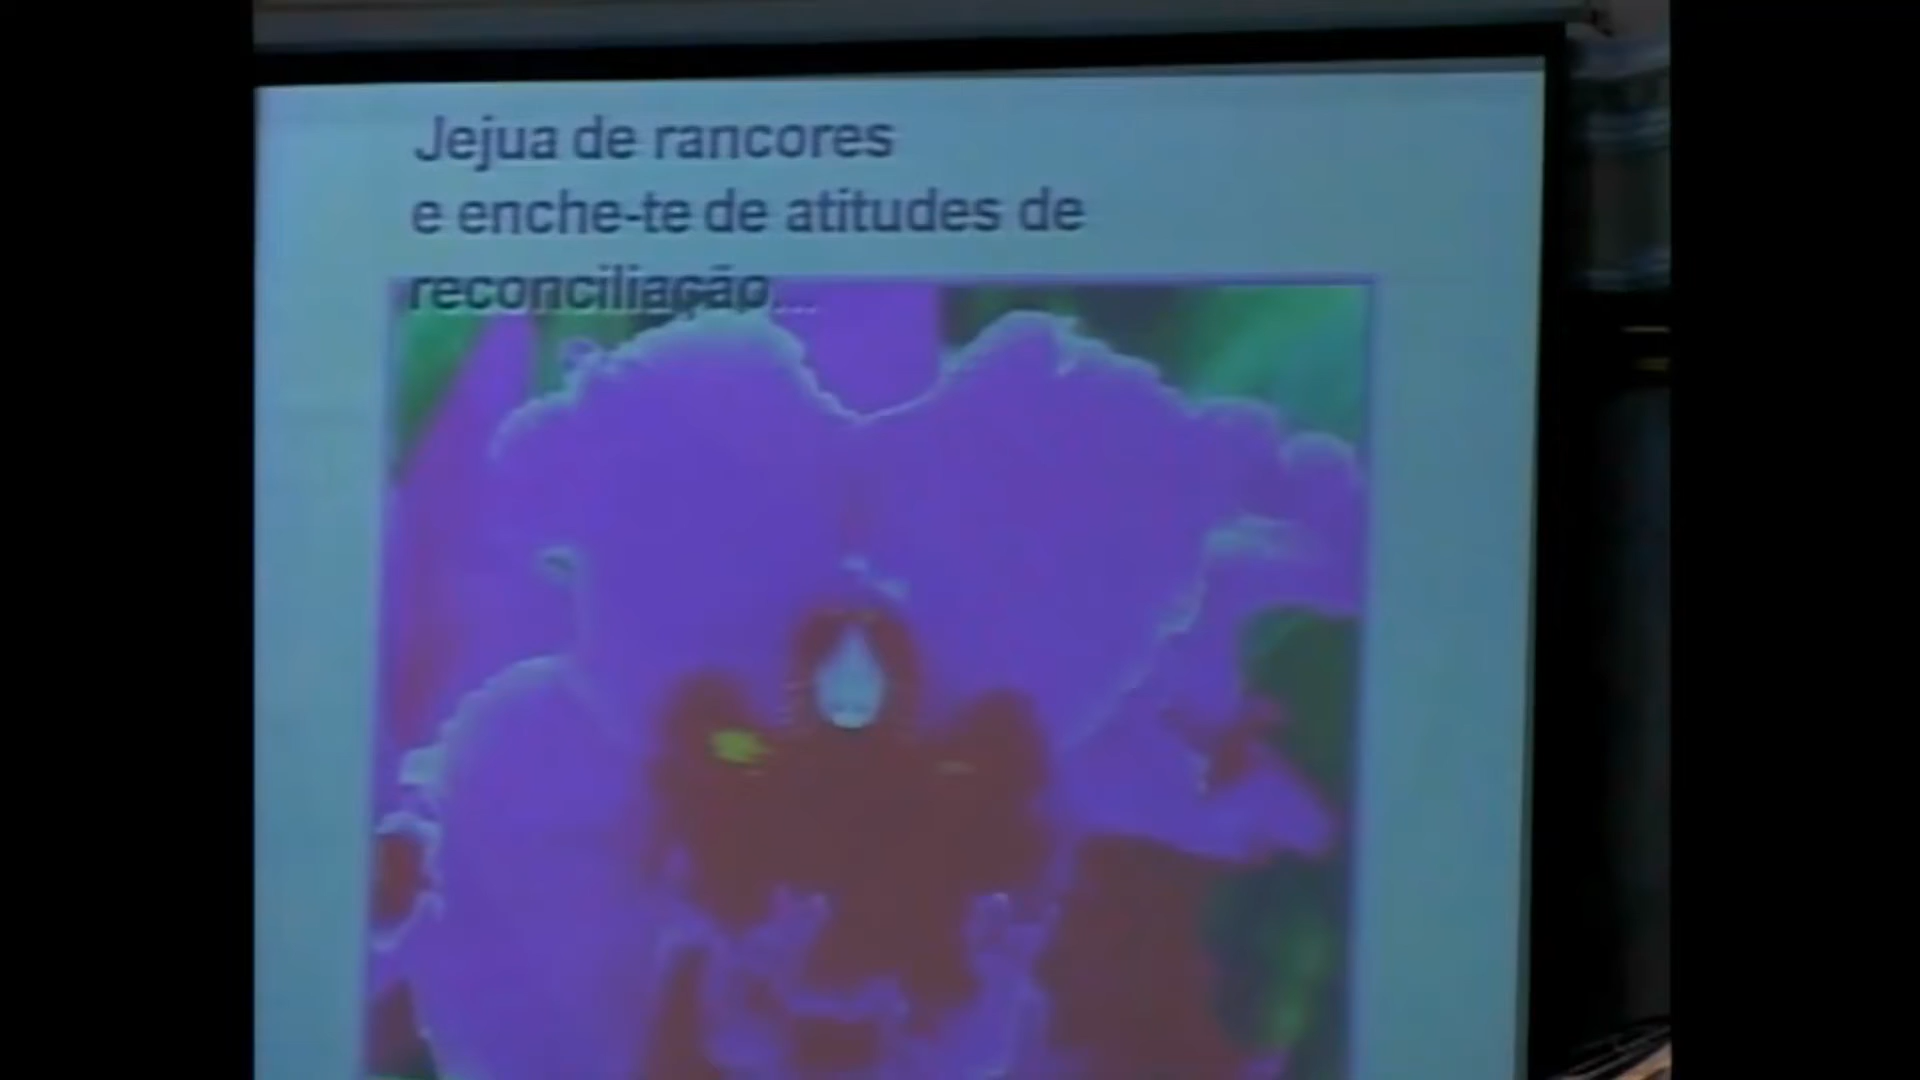 Jejua de rancores
e enche-te de atitudes de
reconciliação...